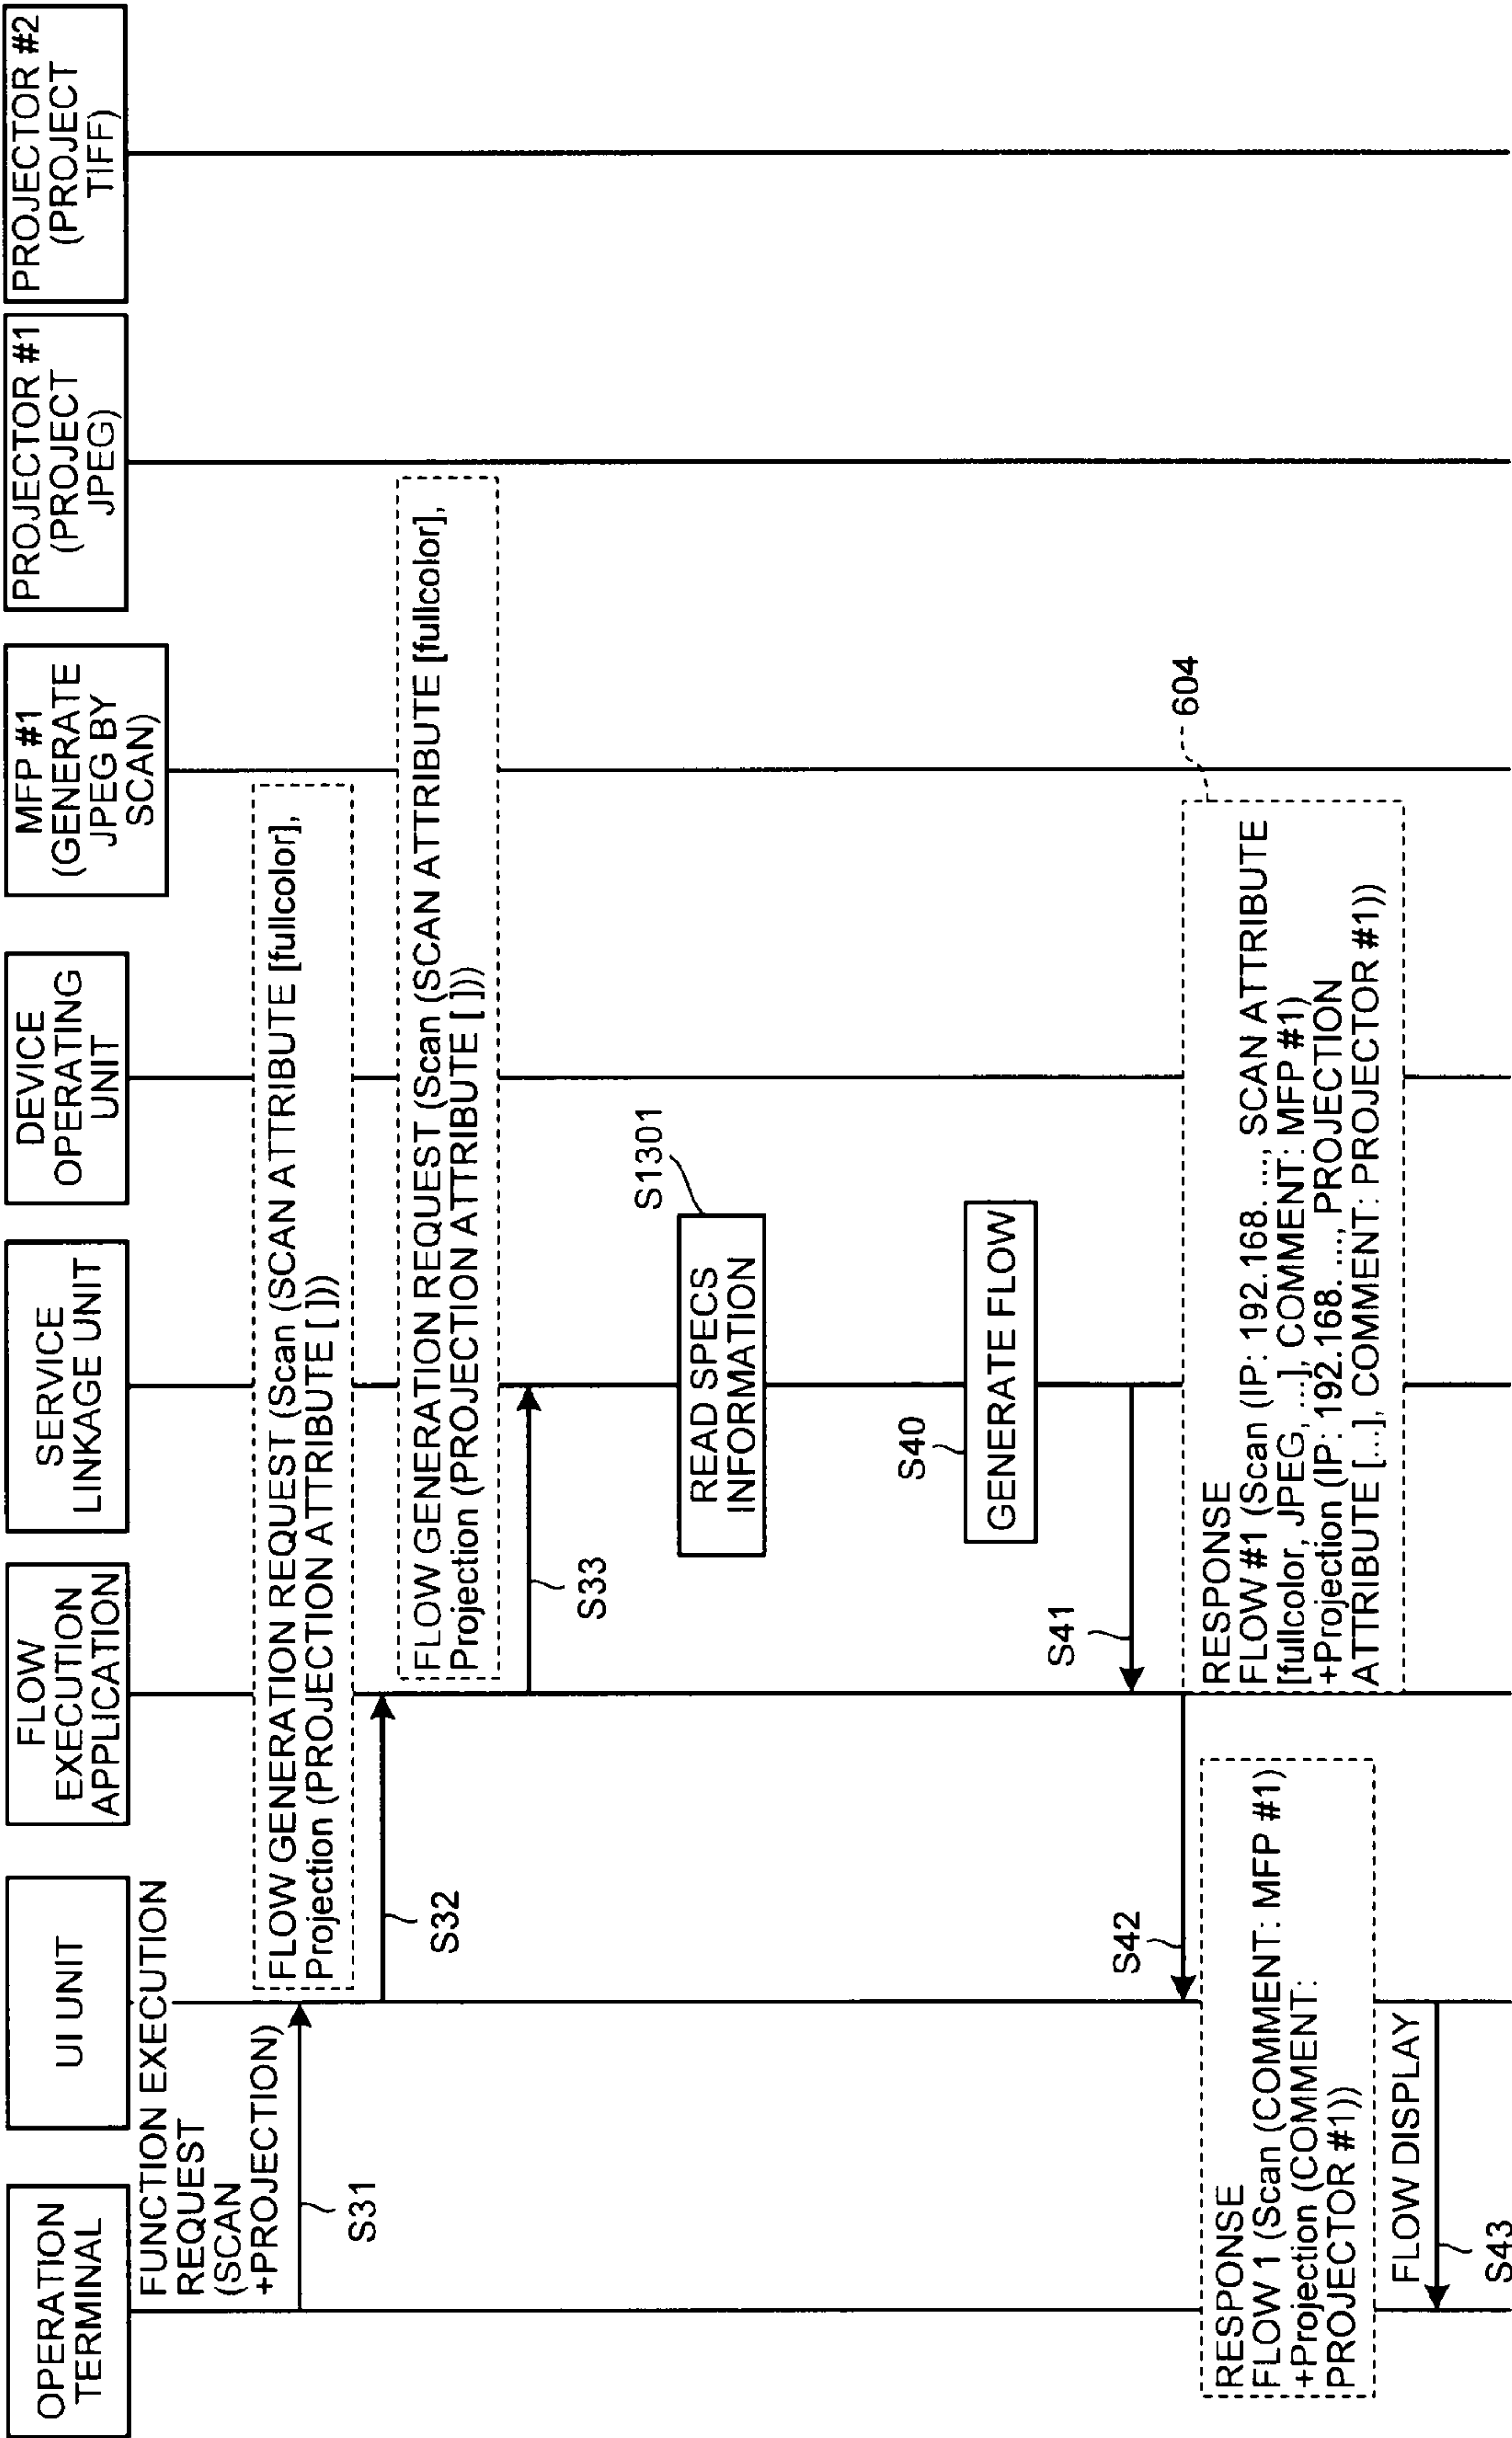 OPERATION
TERMINAL
UI UNIT
FLOW
EXECUTION
APPLICATION
SERVICE
LINKAGE UNIT
DEVICE
OPERATING
UNIT
MFP #1
(GENERATE
JPEG BY
SCAN)
PROJECTOR #1
(PROJECT
JPEG)
PROJECTOR #2
(PROJECT
TIFF)
FUNCTION EXECUTION
REQUEST
(SCAN
+PROJECTION)
S31
FLOW GENERATION REQUEST (Scan (SCAN ATTRIBUTE [fullcolor],
Projection (PROJECTION ATTRIBUTE [ ]))
S32
FLOW GENERATION REQUEST (Scan (SCAN ATTRIBUTE [fullcolor],
Projection (PROJECTION ATTRIBUTE [ ]))
S33
S1301
READ SPECS
INFORMATION
S40
GENERATE FLOW
S41
604
RESPONSE
FLOW #1 (Scan (IP: 192.168. ..., SCAN ATTRIBUTE
[fullcolor, JPEG, ...], COMMENT: MFP #1)
+Projection (IP: 192.168. ..., PROJECTION
ATTRIBUTE [...], COMMENT: PROJECTOR #1))
S42
RESPONSE
FLOW 1 (Scan (COMMENT: MFP #1)
+Projection (COMMENT:
PROJECTOR #1))
FLOW DISPLAY
S43